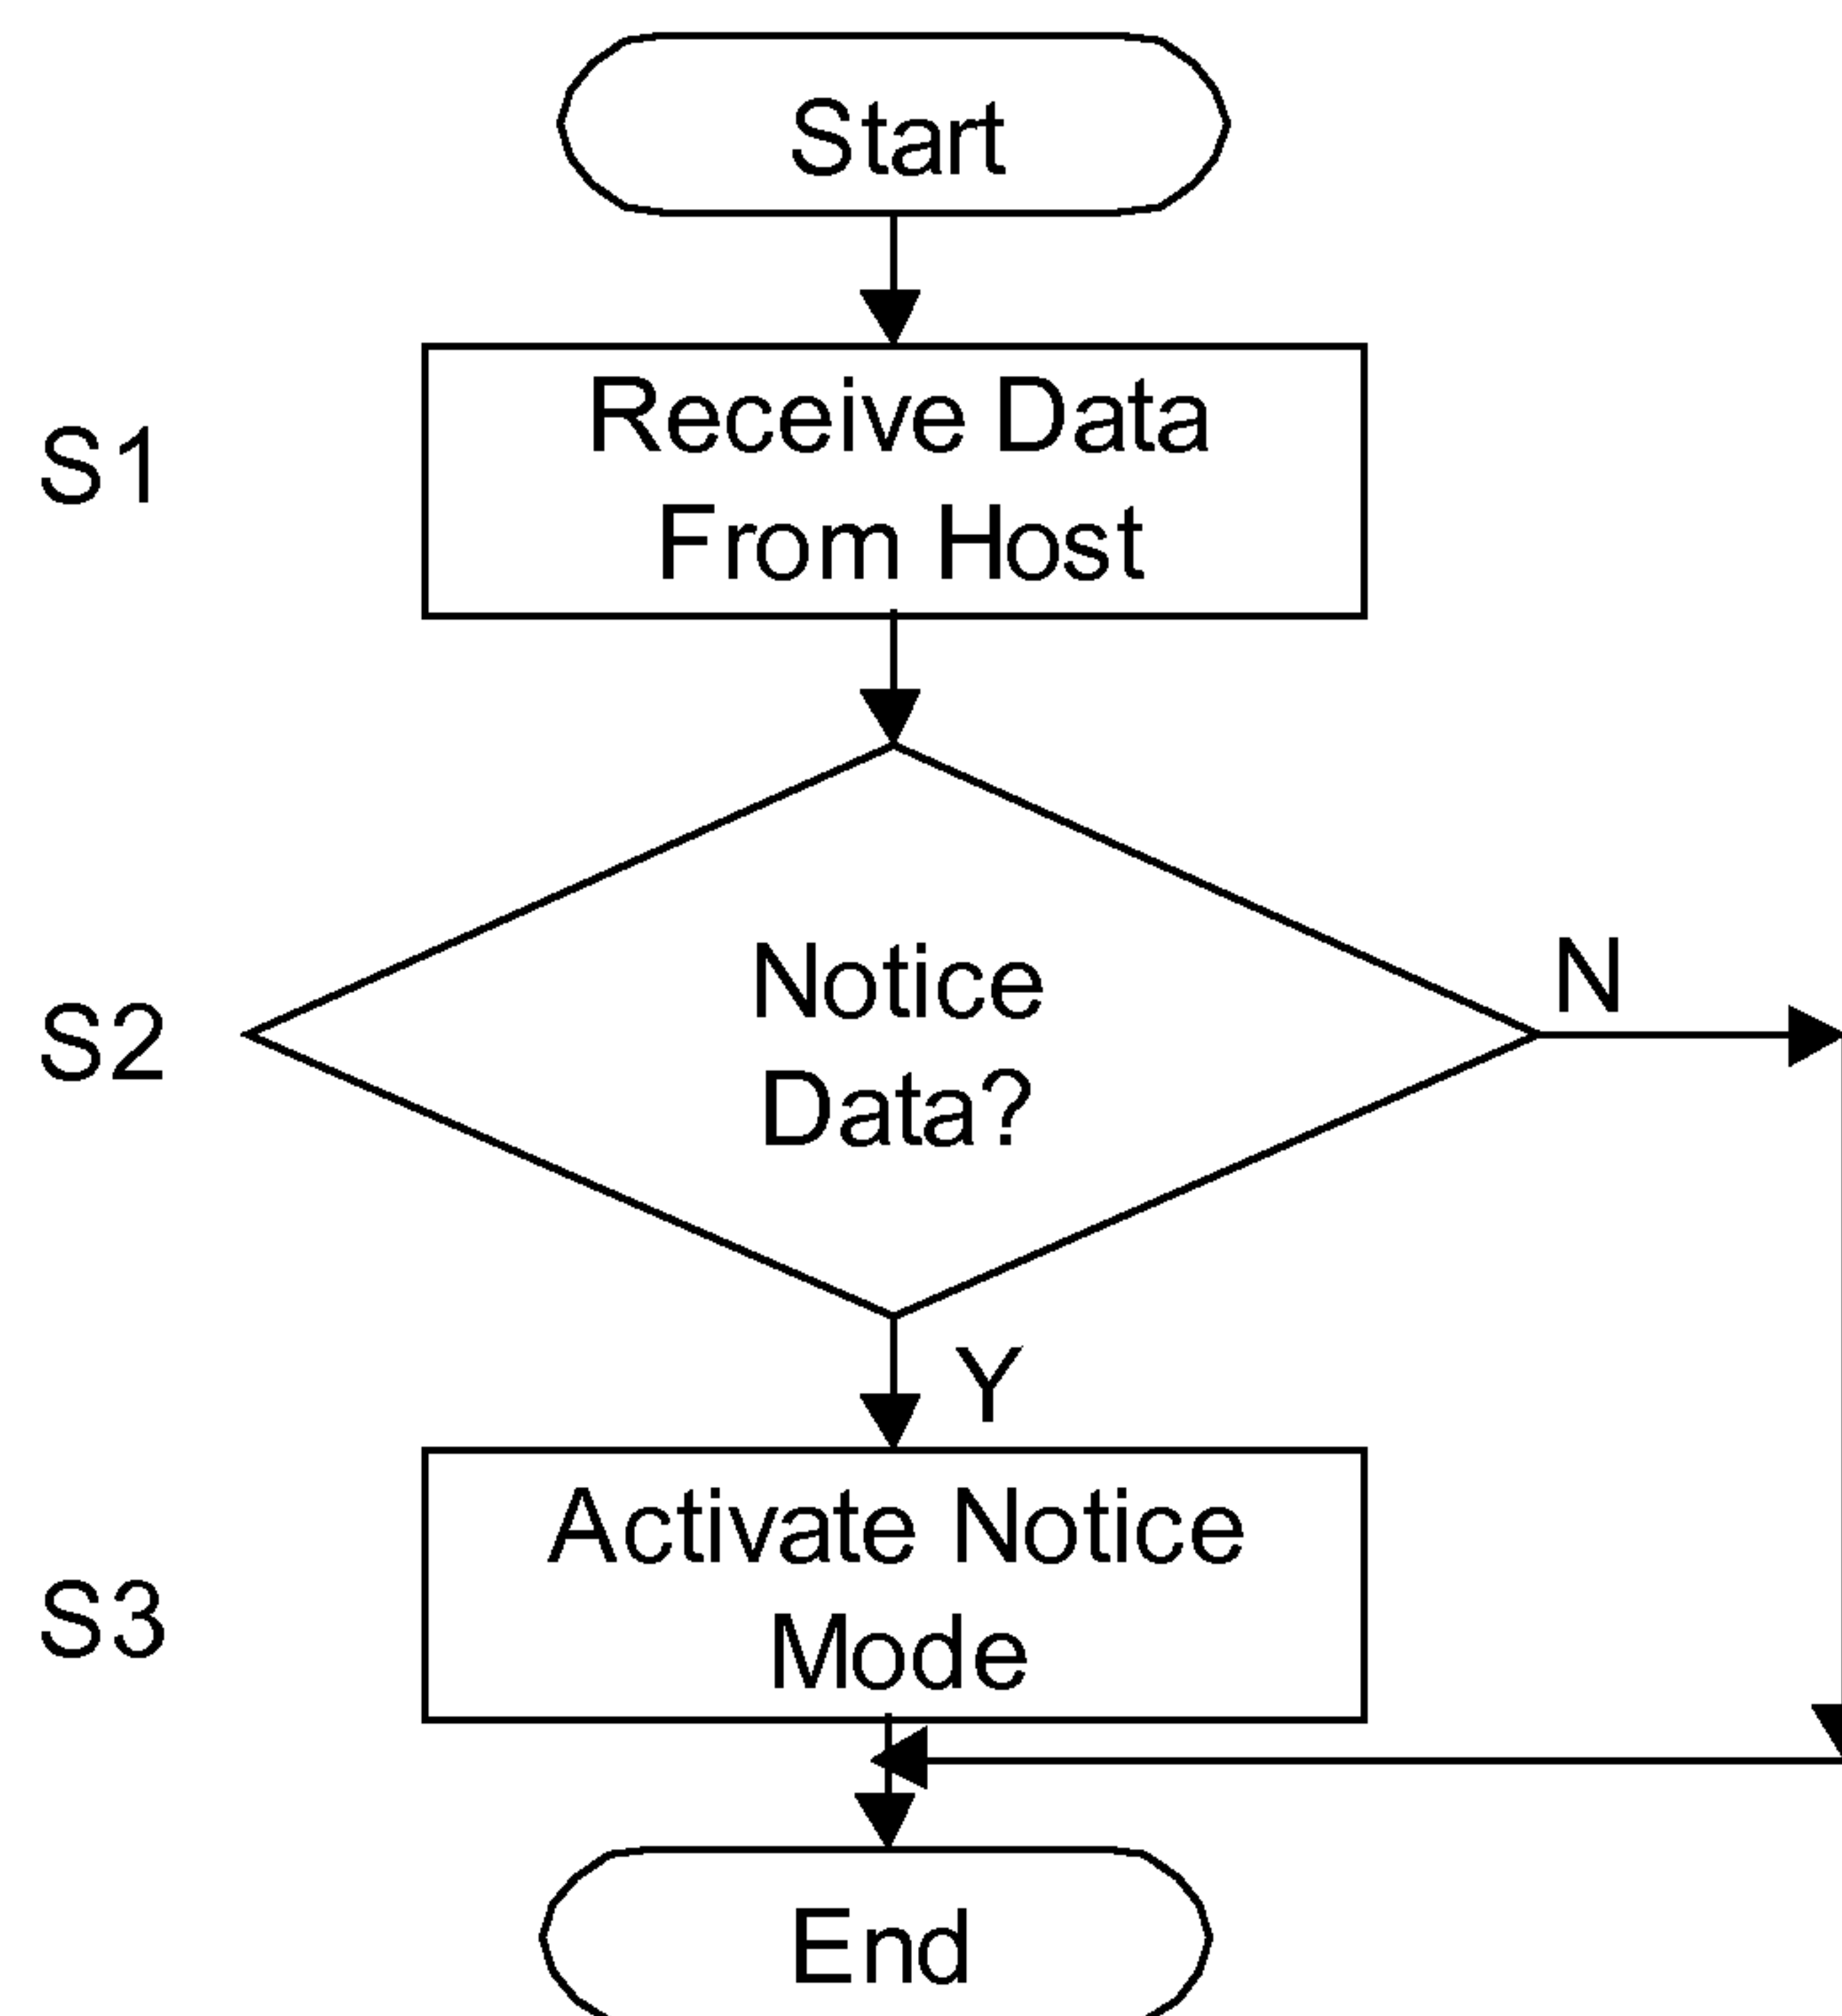 Start
S1
Receive Data
From Host
S2
Notice
Data?
N
Y
S3
Activate Notice
Mode
End